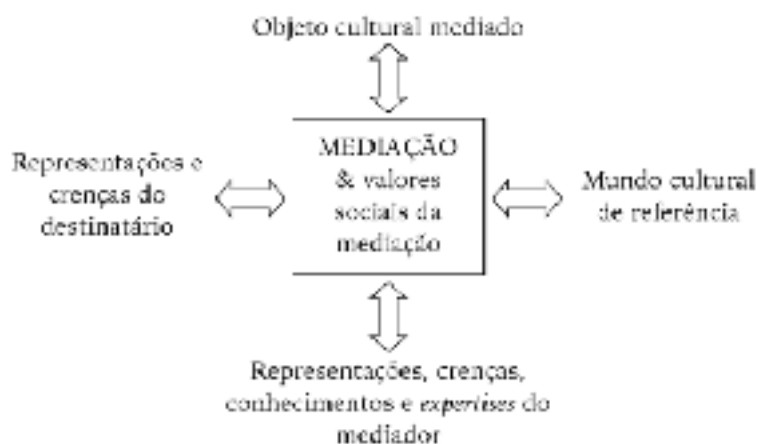 Objeto cultural mediado
MEDIAÇÃO
& valores
sociais da
mediação
Representações e
crenças do
destinatário
Mundo cultural
de referência
Representações, crenças,
conhecimentos e expertises do
mediador